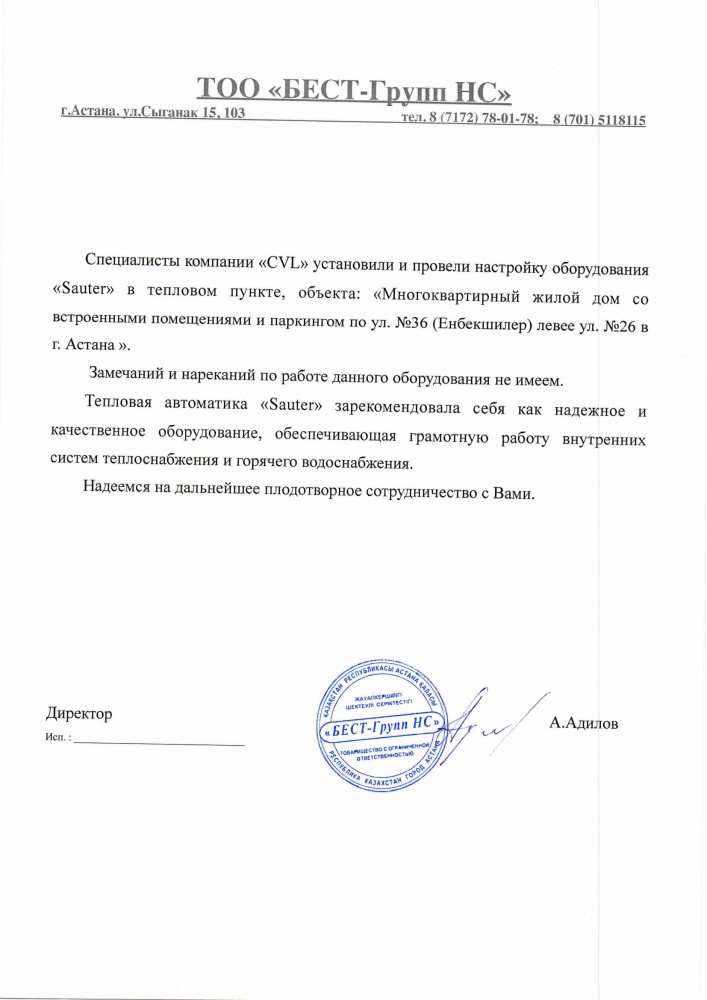 ТОО «БЕСТ-Групп НС»
г.Астана. ул.Сыганак 15, 103 тел. 8 (7172) 78-01-78; 8 (701) 5118115
Специалисты компании «CVL» установили и провели настройку оборудования
«Sauter» в тепловом пункте, объекта: «Многоквартирный жилой дом со
встроенными помещениями и паркингом по ул. №36 (Енбекшилер) левее ул. №26 в
г. Астана ».
Замечаний и нареканий по работе данного оборудования не имеем.
Тепловая автоматика «Sauter» зарекомендовала себя как надежное и
качественное оборудование, обеспечивающая грамотную работу внутренних
систем теплоснабжения и горячего водоснабжения.
Надеемся на дальнейшее плодотворное сотрудничество с Вами.
ҚАЗАҚСТАН РЕСПУБЛИКАСЫ АСТАНА ҚАЛАСЫ
ЖАУАПКЕРШІЛІГІ
ШЕКТЕУЛІ СЕРІКТЕСТІГІ
«БЕСТ-Групп НС»
ТОВАРИЩЕСТВО С ОГРАНИЧЕННОЙ
ОТВЕТСТВЕННОСТЬЮ
РЕСПУБЛИКА КАЗАХСТАН ГОРОД АСТАНА
Директор А.Адилов
Исп. :